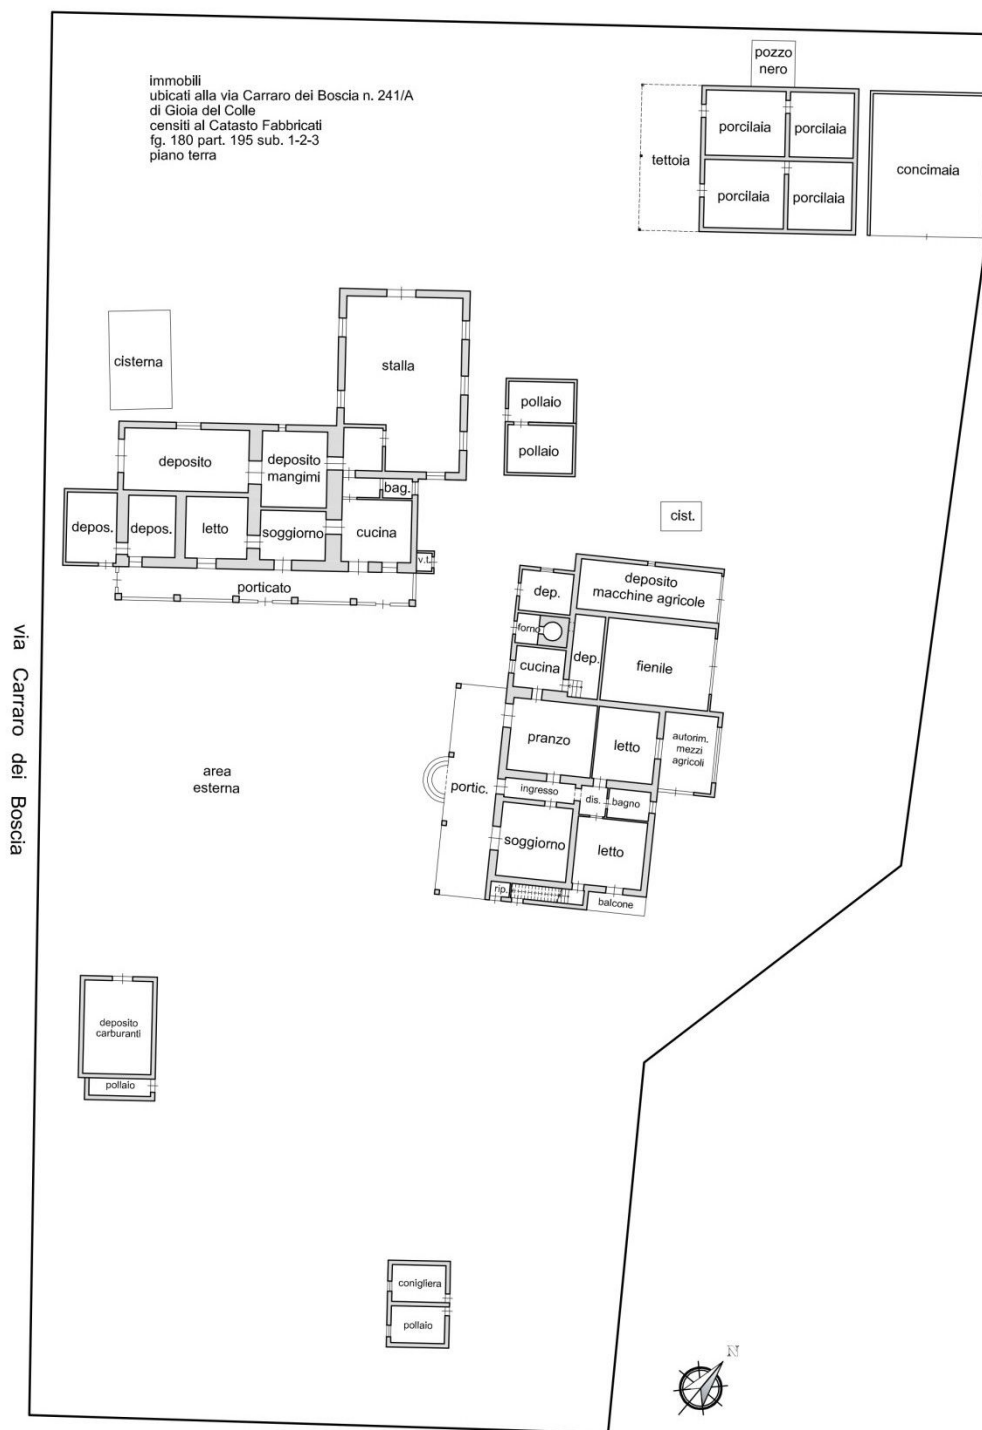 immobili
ubicati alla via Carraro dei Boscia n. 241/A
di Gioia del Colle
censiti al Catasto Fabbricati
fg. 180 part. 195 sub. 1-2-3
piano terra
pozzo
nero
tettoia
porcilaia
porcilaia
porcilaia
porcilaia
concimaia
cisterna
stalla
pollaio
pollaio
deposito
deposito
mangimi
bag.
depos.
depos.
letto
soggiorno
cucina
v.t.
porticato
cist.
deposito
macchine agricole
dep.
forno
cucina
dep.
fienile
pranzo
letto
autorim.
mezzi
agricoli
portic.
ingresso
dis.
bagno
soggiorno
letto
rip.
balcone
area
esterna
via Carraro dei Boscia
deposito
carburanti
pollaio
conigliera
pollaio
N